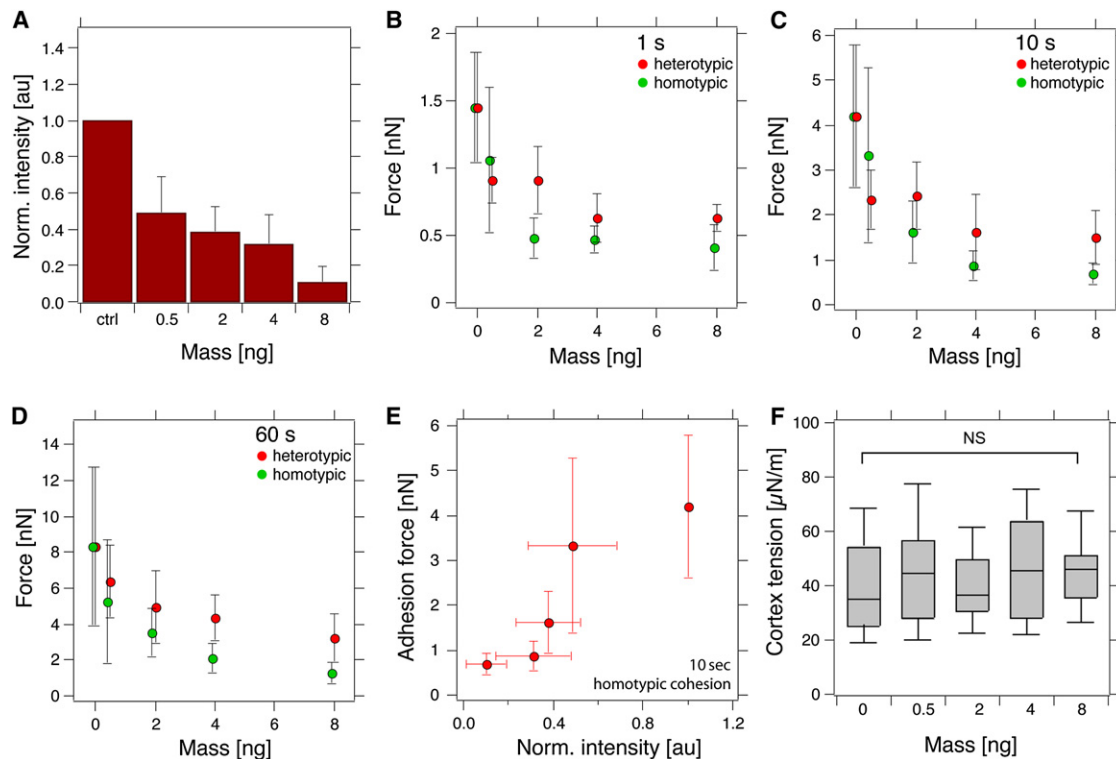 A
1.4
1.2
1.0
0.8
0.6
0.4
0.2
0.0
Norm. intensity [au]
ctrl 0.5 2 4 8
Mass [ng]
B
2
1.5
1
0.5
0
Force [nN]
1 s
heterotypic
homotypic
0 2 4 6 8
Mass [ng]
C
6
5
4
3
2
1
0
Force [nN]
10 s
heterotypic
homotypic
0 2 4 6 8
Mass [ng]
D
14
12
10
8
6
4
2
0
Force [nN]
60 s
heterotypic
homotypic
0 2 4 6 8
Mass [ng]
E
6
5
4
3
2
1
0
Adhesion force [nN]
10 sec
homotypic cohesion
0.0 0.4 0.8 1.2
Norm. intensity [au]
F
100
80
60
40
20
0
Cortex tension [µN/m]
NS
0 0.5 2 4 8
Mass [ng]